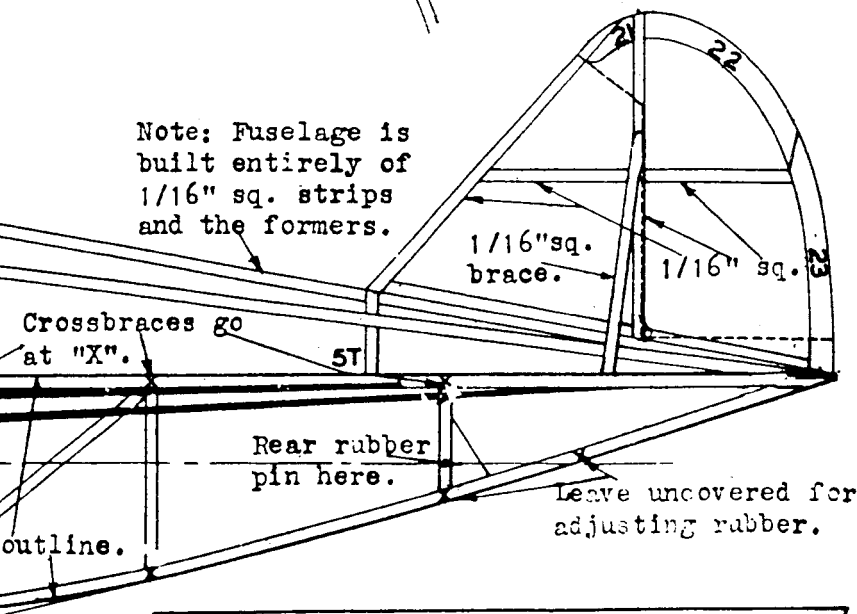 21
22
Note: Fuselage is
built entirely of
1/16" sq. strips
and the formers.
1/16"sq.
brace.
1/16" sq.
23
Crossbraces go
at "X".
5T
Rear rubber
pin here.
Leave uncovered for
adjusting rubber.
outline.